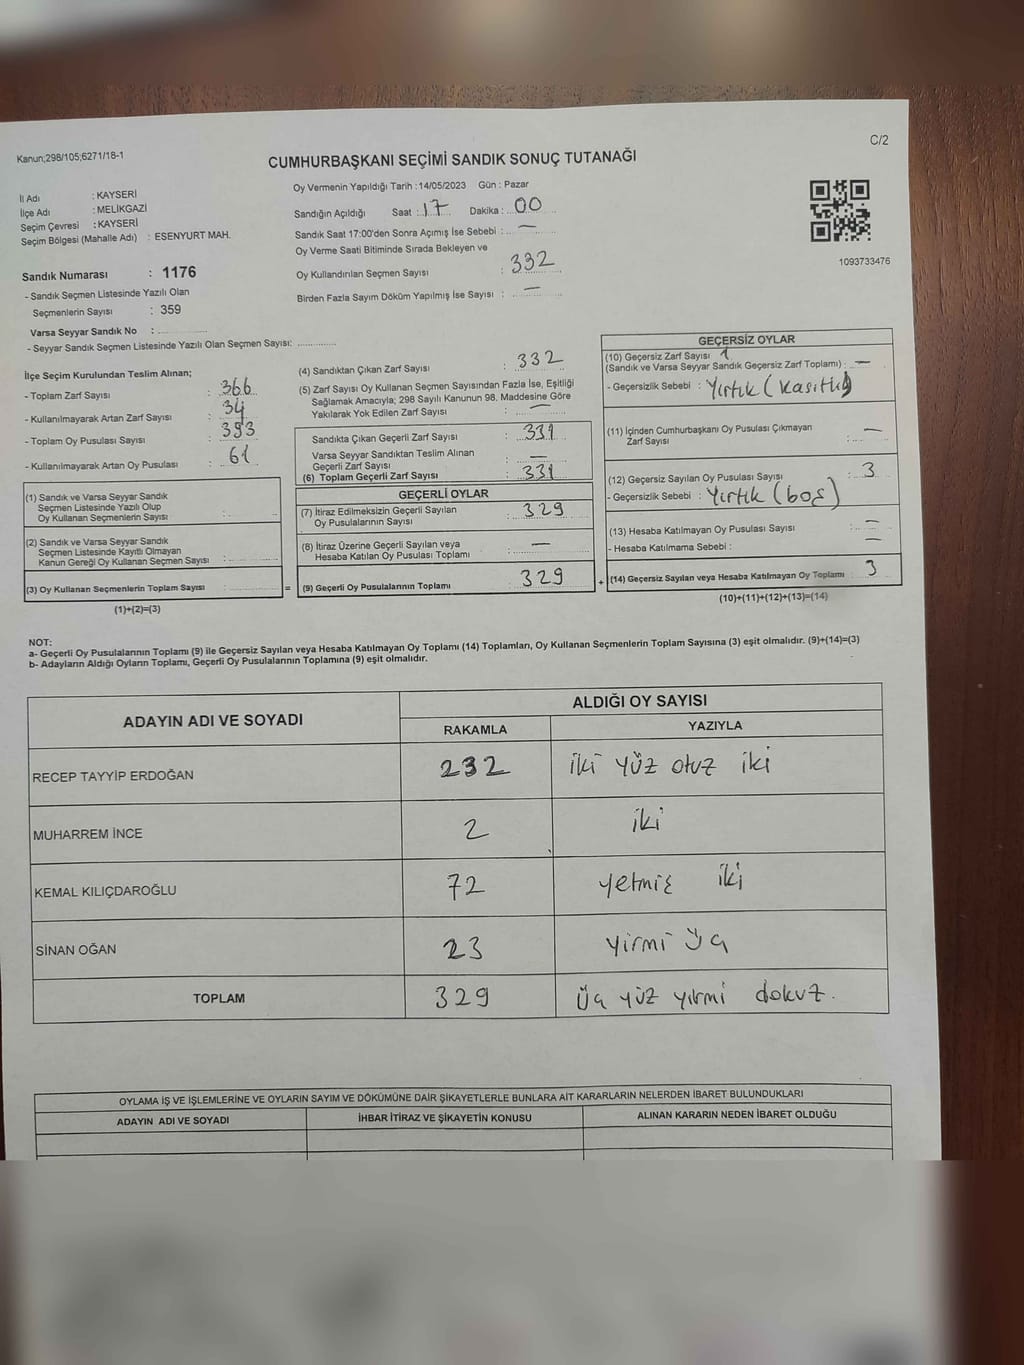 Kanun;298/105;6271/18-1
C/2
CUMHURBAŞKANI SEÇİMİ SANDIK SONUÇ TUTANAĞI
İl Adı : KAYSERİ
İlçe Adı : MELİKGAZİ
Seçim Çevresi : KAYSERİ
Seçim Bölgesi (Mahalle Adı) : ESENYURT MAH.
Sandık Numarası : 1176
- Sandık Seçmen Listesinde Yazılı Olan
Seçmenlerin Sayısı : 359
Varsa Seyyar Sandık No :
- Seyyar Sandık Seçmen Listesinde Yazılı Olan Seçmen Sayısı:
Oy Vermenin Yapıldığı Tarih : 14/05/2023 Gün : Pazar
Sandığın Açıldığı Saat : 17 Dakika : 00
Sandık Saat 17:00'den Sonra Açımış İse Sebebi : —
Oy Verme Saati Bitiminde Sırada Bekleyen ve
Oy Kullandırılan Seçmen Sayısı : 332
Birden Fazla Sayım Döküm Yapılmış İse Sayısı : —
1093733476
İlçe Seçim Kurulundan Teslim Alınan;
- Toplam Zarf Sayısı : 366
- Kullanılmayarak Artan Zarf Sayısı : 34
- Toplam Oy Pusulası Sayısı : 393
- Kullanılmayarak Artan Oy Pusulası : 61
(1) Sandık ve Varsa Seyyar Sandık
Seçmen Listesinde Yazılı Olup
Oy Kullanan Seçmenlerin Sayısı :
(2) Sandık ve Varsa Seyyar Sandık
Seçmen Listesinde Kayıtlı Olmayan
Kanun Gereği Oy Kullanan Seçmen Sayısı :
(3) Oy Kullanan Seçmenlerin Toplam Sayısı :
(1)+(2)=(3)
(4) Sandıktan Çıkan Zarf Sayısı : 332
(5) Zarf Sayısı Oy Kullanan Seçmen Sayısından Fazla İse, Eşitliği
Sağlamak Amacıyla; 298 Sayılı Kanunun 98. Maddesine Göre
Yakılarak Yok Edilen Zarf Sayısı : —
Sandıkta Çıkan Geçerli Zarf Sayısı : 331
Varsa Seyyar Sandıktan Teslim Alınan
Geçerli Zarf Sayısı : —
(6) Toplam Geçerli Zarf Sayısı : 331
GEÇERLİ OYLAR
(7) İtiraz Edilmeksizin Geçerli Sayılan
Oy Pusulalarının Sayısı : 329
(8) İtiraz Üzerine Geçerli Sayılan veya
Hesaba Katılan Oy Pusulası Toplamı : —
= (9) Geçerli Oy Pusulalarının Toplamı : 329
GEÇERSİZ OYLAR
(10) Geçersiz Zarf Sayısı 1
(Sandık ve Varsa Seyyar Sandık Geçersiz Zarf Toplamı) : —
- Geçersizlik Sebebi : Yırtık (kasıtlı)
(11) İçinden Cumhurbaşkanı Oy Pusulası Çıkmayan
Zarf Sayısı : —
(12) Geçersiz Sayılan Oy Pusulası Sayısı : 3
- Geçersizlik Sebebi : Yırtık (boş)
(13) Hesaba Katılmayan Oy Pusulası Sayısı : —
- Hesaba Katılmama Sebebi : —
+ (14) Geçersiz Sayılan veya Hesaba Katılmayan Oy Toplamı : 3
(10)+(11)+(12)+(13)=(14)
NOT:
a- Geçerli Oy Pusulalarının Toplamı (9) ile Geçersiz Sayılan veya Hesaba Katılmayan Oy Toplamı (14) Toplamları, Oy Kullanan Seçmenlerin Toplam Sayısına (3) eşit olmalıdır. (9)+(14)=(3)
b- Adayların Aldığı Oyların Toplamı, Geçerli Oy Pusulalarının Toplamına (9) eşit olmalıdır.
ADAYIN ADI VE SOYADI
ALDIĞI OY SAYISI
RAKAMLA YAZIYLA
RECEP TAYYİP ERDOĞAN 232 iki yüz otuz iki
MUHARREM İNCE 2 iki
KEMAL KILIÇDAROĞLU 72 yetmiş iki
SİNAN OĞAN 23 yirmi üç
TOPLAM 329 üç yüz yirmi dokuz.
OYLAMA İŞ VE İŞLEMLERİNE VE OYLARIN SAYIM VE DÖKÜMÜNE DAİR ŞİKAYETLERLE BUNLARA AİT KARARLARIN NELERDEN İBARET BULUNDUKLARI
ADAYIN ADI VE SOYADI İHBAR İTİRAZ VE ŞİKAYETİN KONUSU ALINAN KARARIN NEDEN İBARET OLDUĞU